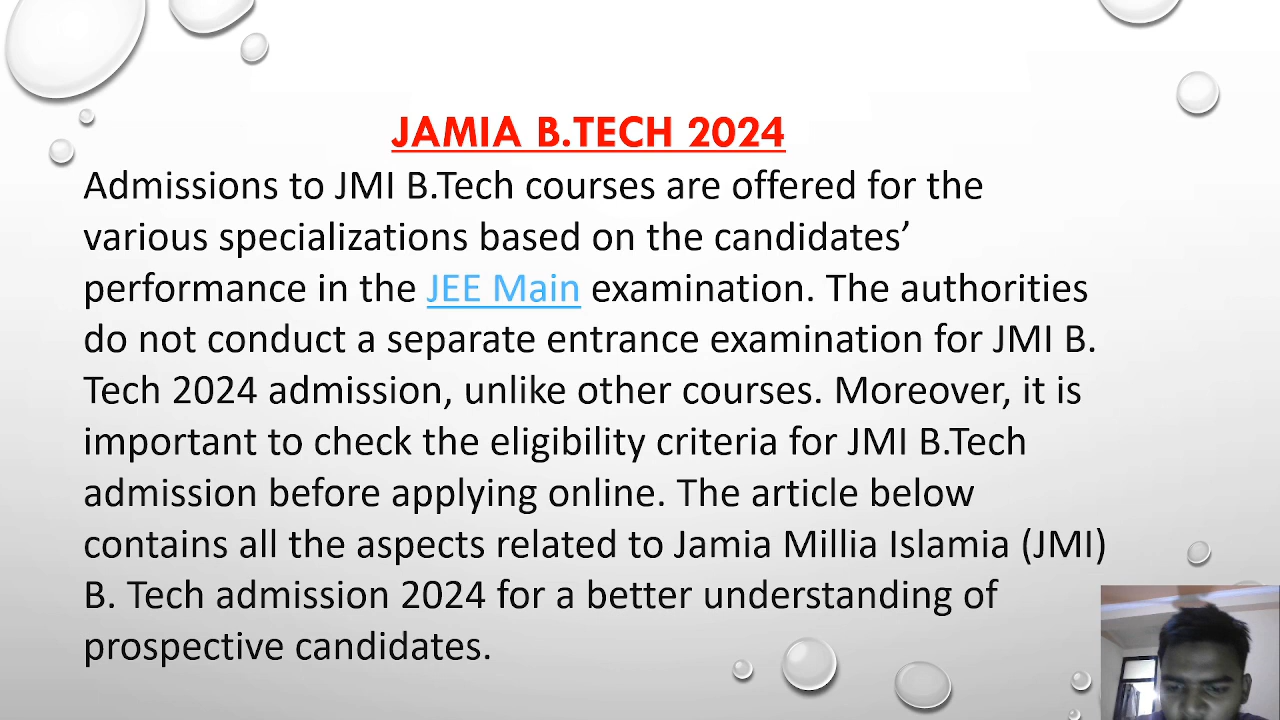 JAMIA B.TECH 2024
Admissions to JMI B.Tech courses are offered for the
various specializations based on the candidates’
performance in the JEE Main examination. The authorities
do not conduct a separate entrance examination for JMI B.
Tech 2024 admission, unlike other courses. Moreover, it is
important to check the eligibility criteria for JMI B.Tech
admission before applying online. The article below
contains all the aspects related to Jamia Millia Islamia (JMI)
B. Tech admission 2024 for a better understanding of
prospective candidates.